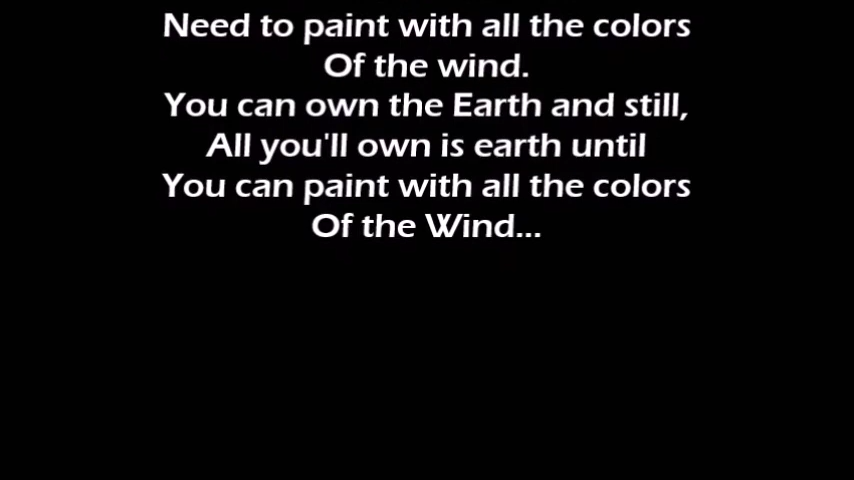 Need to paint with all the colors
Of the wind.
You can own the Earth and still,
All you'll own is earth until
You can paint with all the colors
Of the Wind...